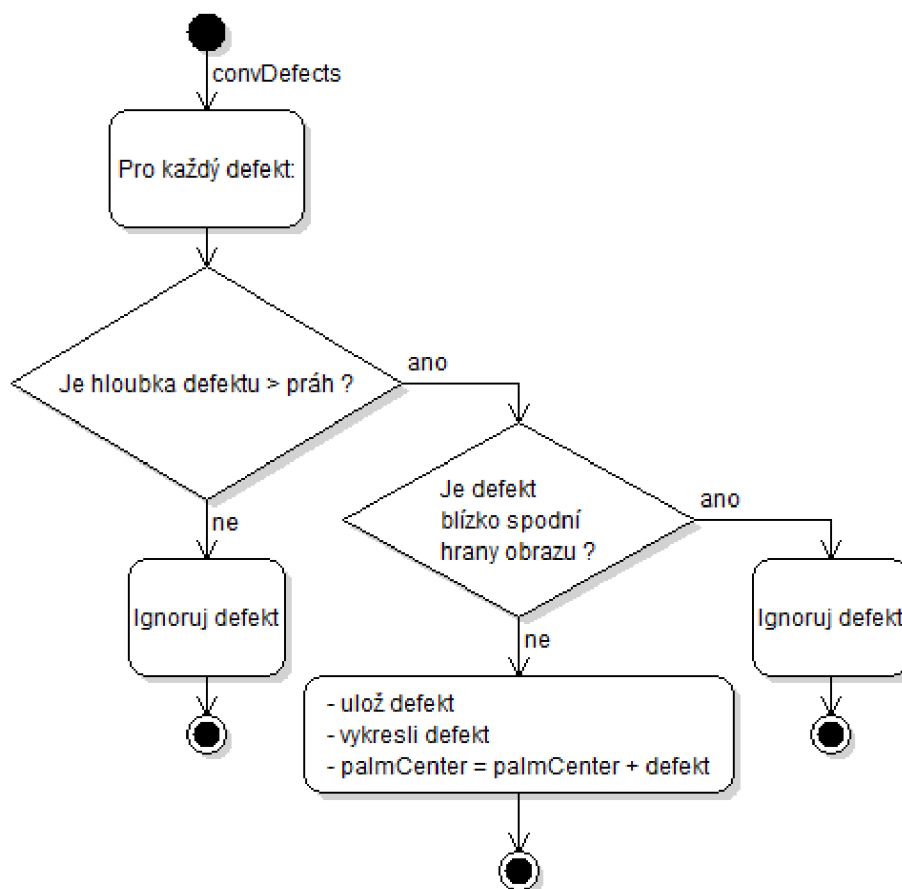 convDefects
Pro každý defekt:
Je hloubka defektu > práh ?
ano
ne
Ignoruj defekt
Je defekt
blízko spodní
hrany obrazu ?
ano
ne
Ignoruj defekt
- ulož defekt
- vykresli defekt
- palmCenter = palmCenter + defekt